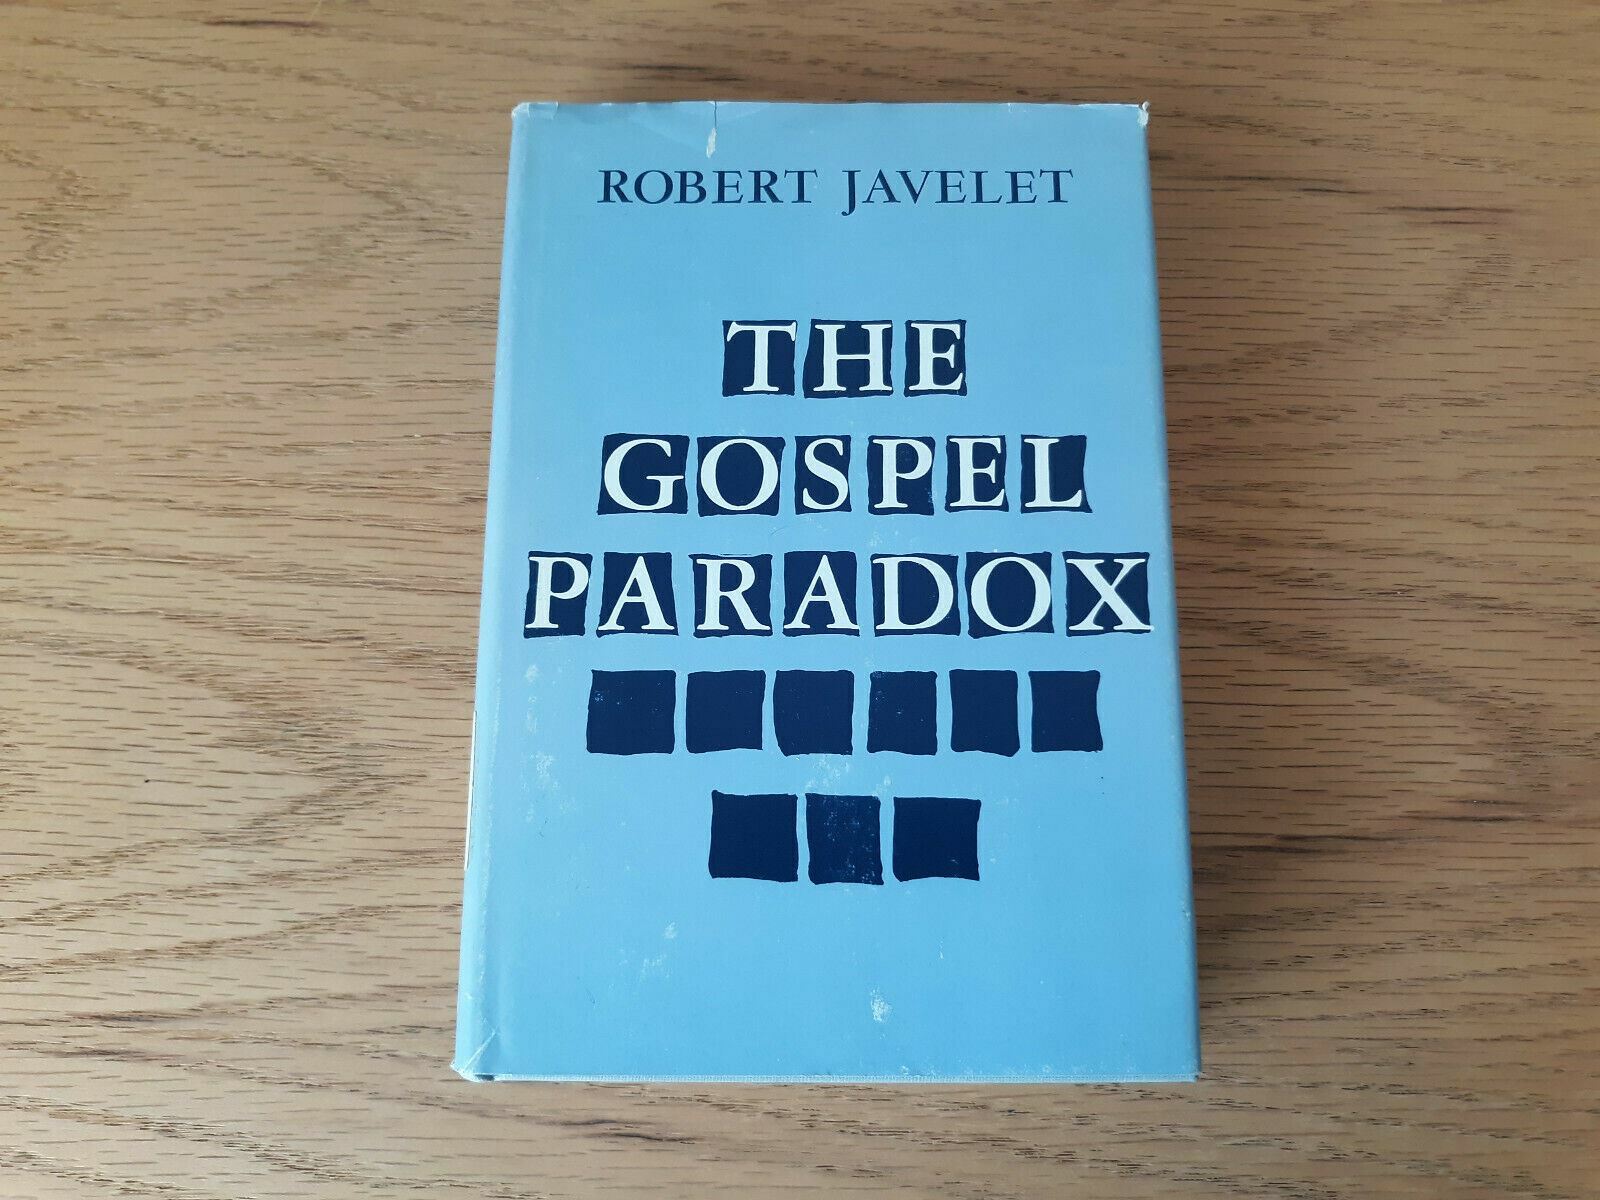 ROBERT JAVELET
THE
GOSPEL
PARADOX